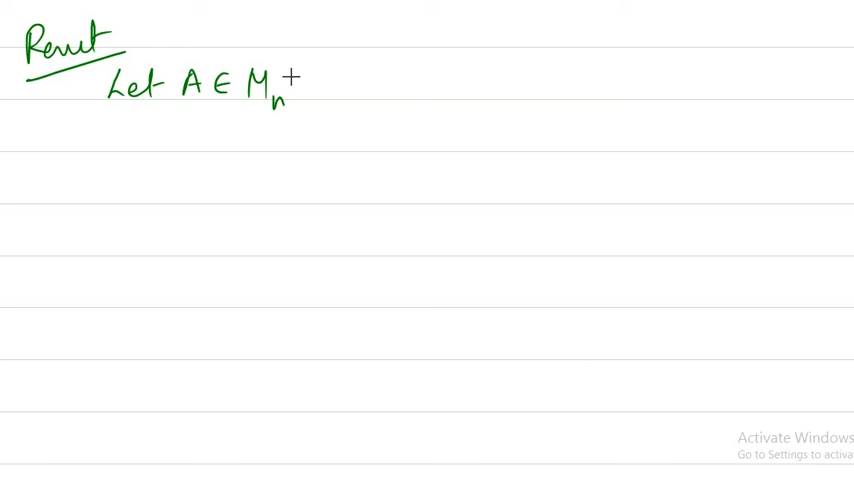 Result
Let A ∈ Mₙ
Activate Windows
Go to Settings to activa